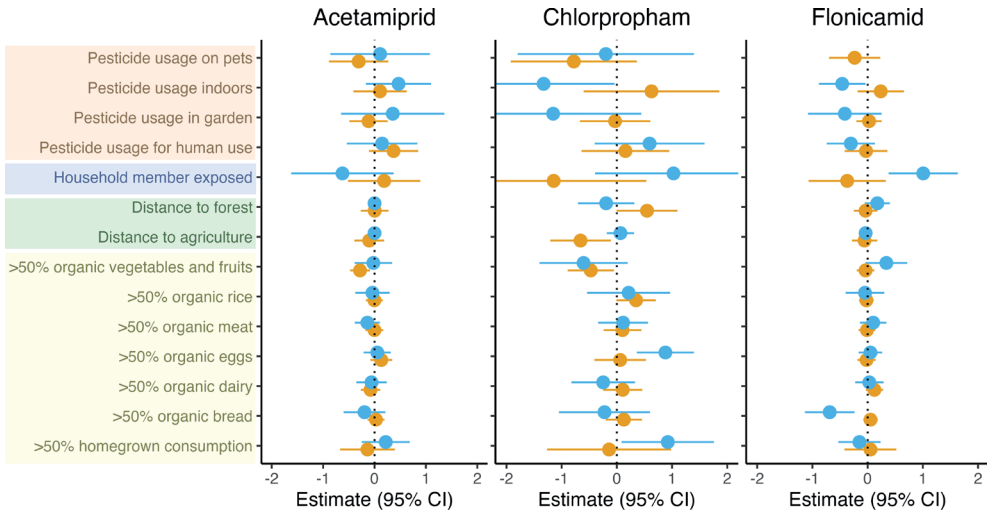 Acetamiprid Chlorpropham Flonicamid
Pesticide usage on pets
Pesticide usage indoors
Pesticide usage in garden
Pesticide usage for human use
Household member exposed
Distance to forest
Distance to agriculture
>50% organic vegetables and fruits
>50% organic rice
>50% organic meat
>50% organic eggs
>50% organic dairy
>50% organic bread
>50% homegrown consumption
-2 -1 0 1 2 -2 -1 0 1 2 -2 -1 0 1 2
Estimate (95% CI) Estimate (95% CI) Estimate (95% CI)